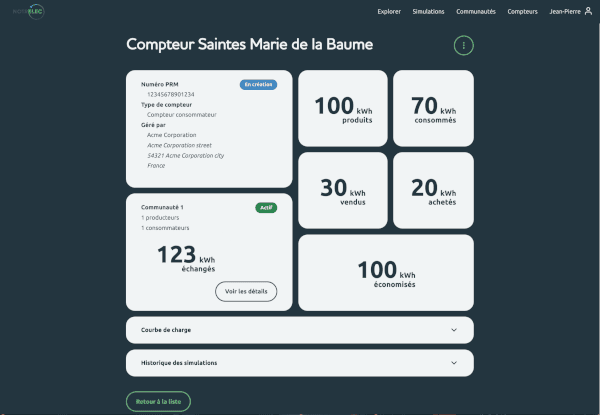 Explorer Simulations Communautés Compteurs Jean-Pierre
Compteur Saintes Marie de la Baume
Numéro PRM En création
12345678901234
Type de compteur
Compteur consommateur
Géré par
Acme Corporation
Acme Corporation street
54321 Acme Corporation city
France
100 kWh
produits
70 kWh
consommés
30 kWh
vendus
20 kWh
achetés
Communauté 1 Actif
1 producteurs
1 consommateurs
123 kWh
échangés
Voir les détails
100 kWh
économisés
Courbe de charge
Historique des simulations
Retour à la liste